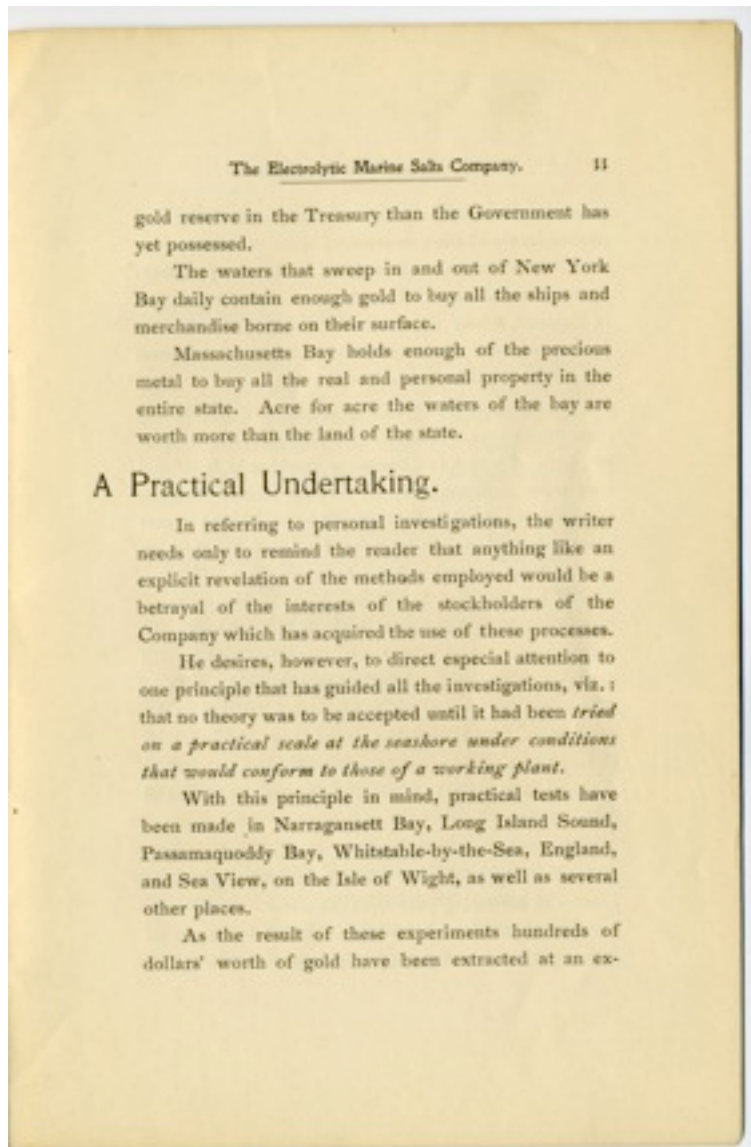 The Electrolytic Marine Salts Company. 11
gold reserve in the Treasury than the Government has
yet possessed.
The waters that sweep in and out of New York
Bay daily contain enough gold to buy all the ships and
merchandise borne on their surface.
Massachusetts Bay holds enough of the precious
metal to buy all the real and personal property in the
entire state. Acre for acre the waters of the bay are
worth more than the land of the state.
A Practical Undertaking.
In referring to personal investigations, the writer
needs only to remind the reader that anything like an
explicit revelation of the methods employed would be a
betrayal of the interests of the stockholders of the
Company which has acquired the use of these processes.
He desires, however, to direct especial attention to
one principle that has guided all the investigations, viz. :
that no theory was to be accepted until it had been tried
on a practical scale at the seashore under conditions
that would conform to those of a working plant.
With this principle in mind, practical tests have
been made in Narragansett Bay, Long Island Sound,
Passamaquoddy Bay, Whitstable-by-the-Sea, England,
and Sea View, on the Isle of Wight, as well as several
other places.
As the result of these experiments hundreds of
dollars' worth of gold have been extracted at an ex-